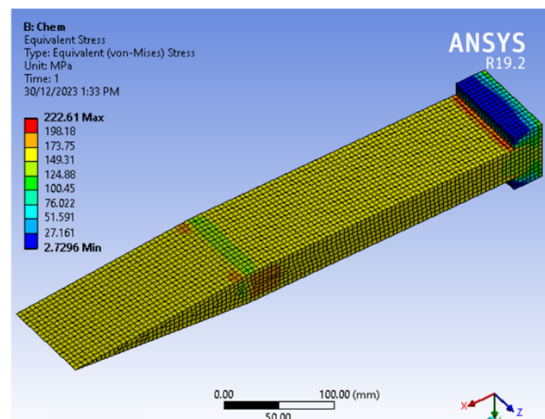 B: Chem
Equivalent Stress
Type: Equivalent (von-Mises) Stress
Unit: MPa
Time: 1
30/12/2023 1:33 PM
ANSYS
R19.2
222.61 Max
198.18
173.75
149.31
124.88
100.45
76.022
51.591
27.161
2.7296 Min
0.00
100.00 (mm)
50.00
X
Z